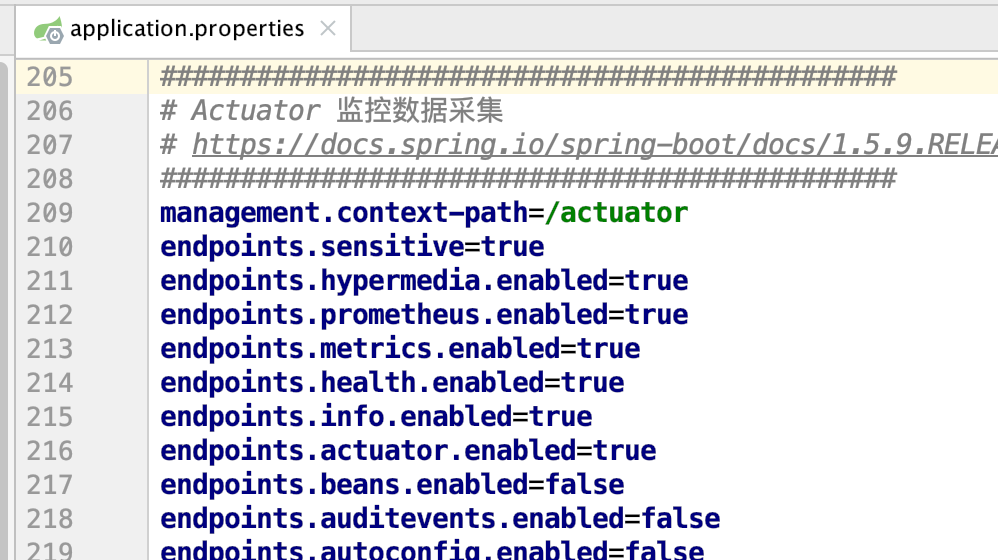 application.properties
205 ##############################################
206 # Actuator 监控数据采集
207 # https://docs.spring.io/spring-boot/docs/1.5.9.RELEA
208 ##############################################
209 management.context-path=/actuator
210 endpoints.sensitive=true
211 endpoints.hypermedia.enabled=true
212 endpoints.prometheus.enabled=true
213 endpoints.metrics.enabled=true
214 endpoints.health.enabled=true
215 endpoints.info.enabled=true
216 endpoints.actuator.enabled=true
217 endpoints.beans.enabled=false
218 endpoints.auditevents.enabled=false
219 endpoints.autoconfig.enabled=false